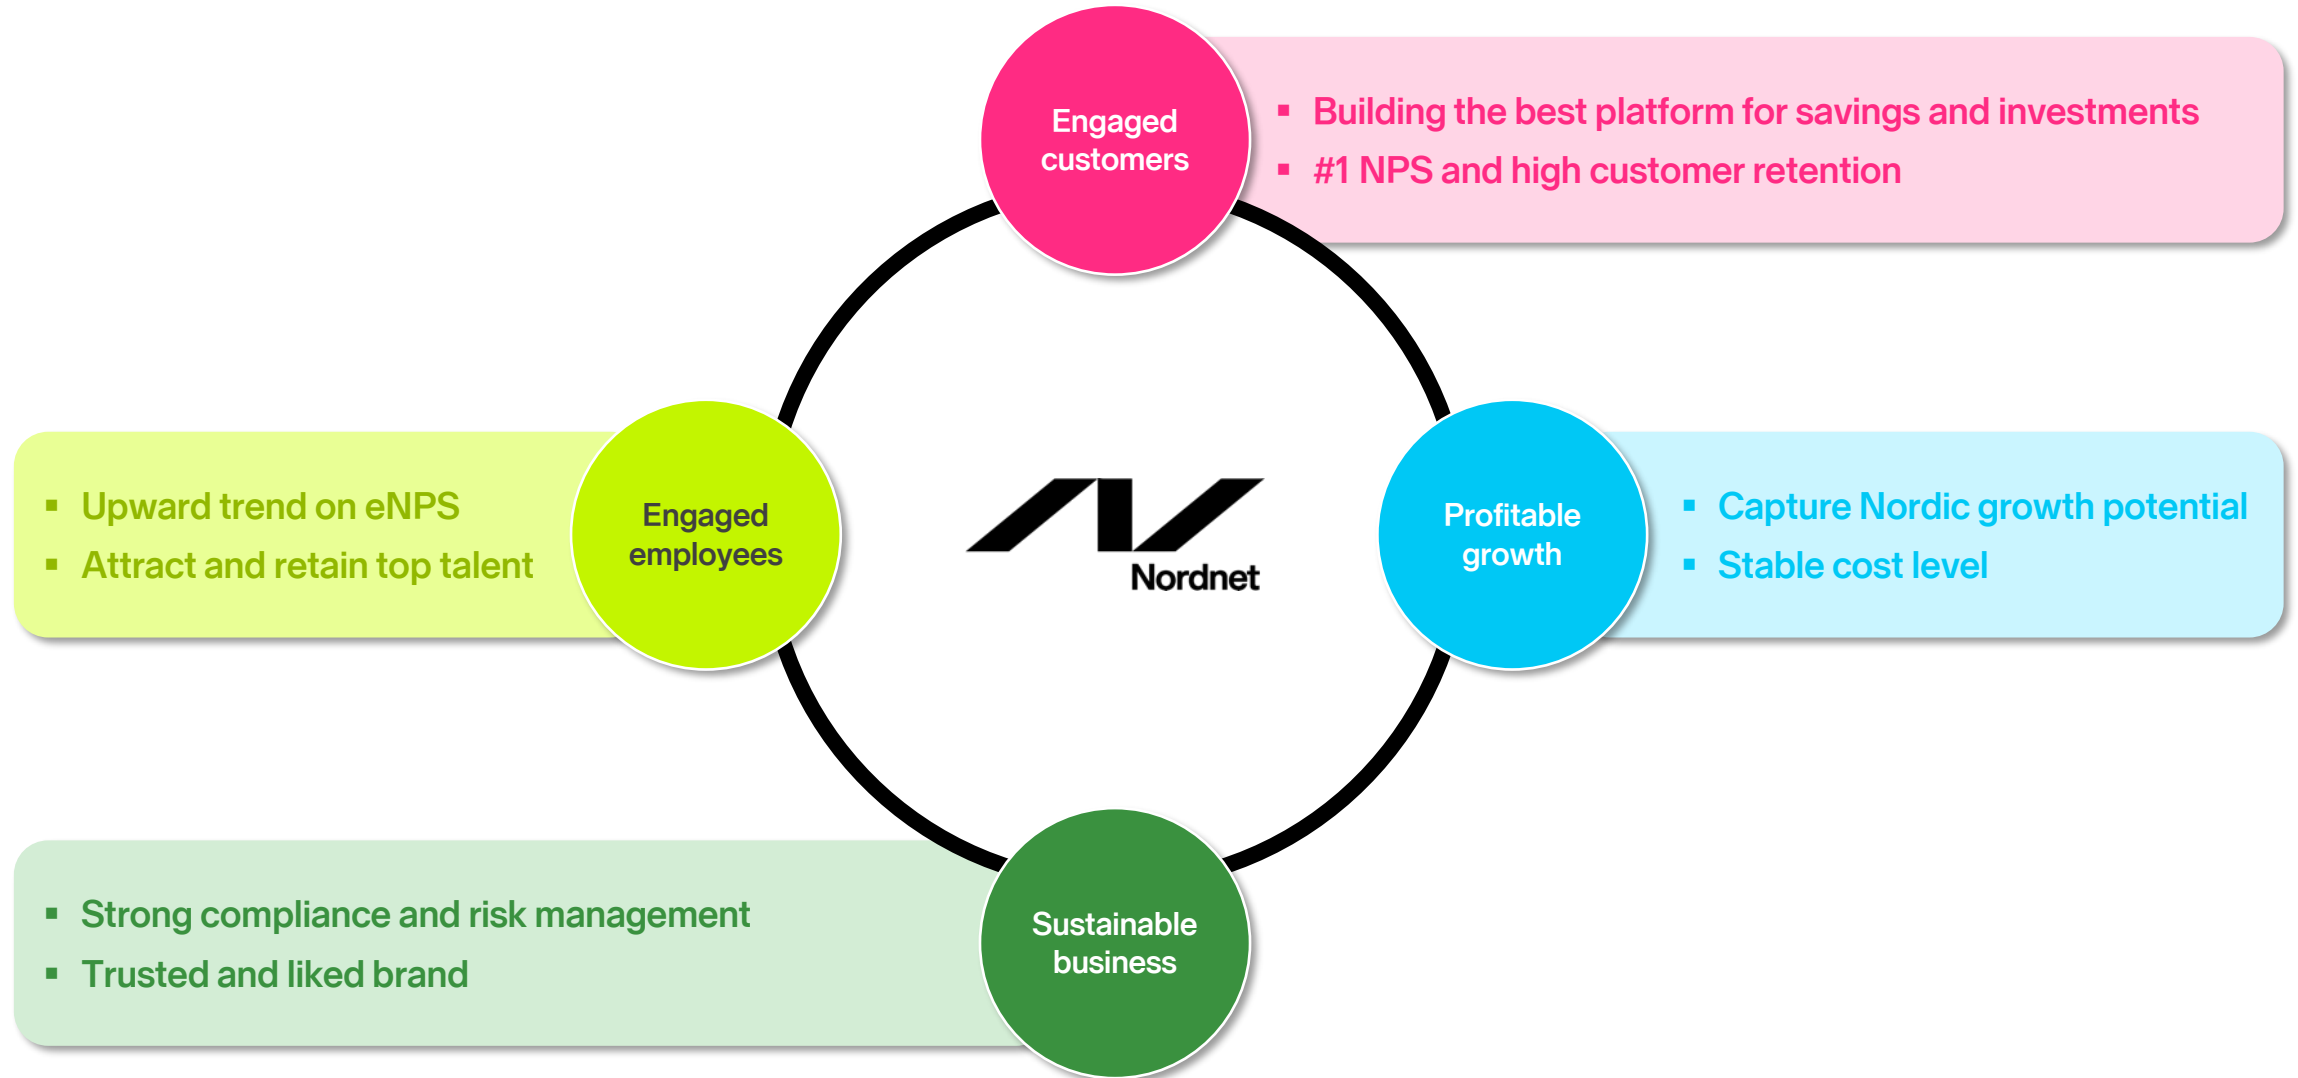 Engaged
customers
▪ Building the best platform for savings and investments
▪ #1 NPS and high customer retention
▪ Upward trend on eNPS
▪ Attract and retain top talent
Engaged
employees
Nordnet
Profitable
growth
▪ Capture Nordic growth potential
▪ Stable cost level
▪ Strong compliance and risk management
▪ Trusted and liked brand
Sustainable
business